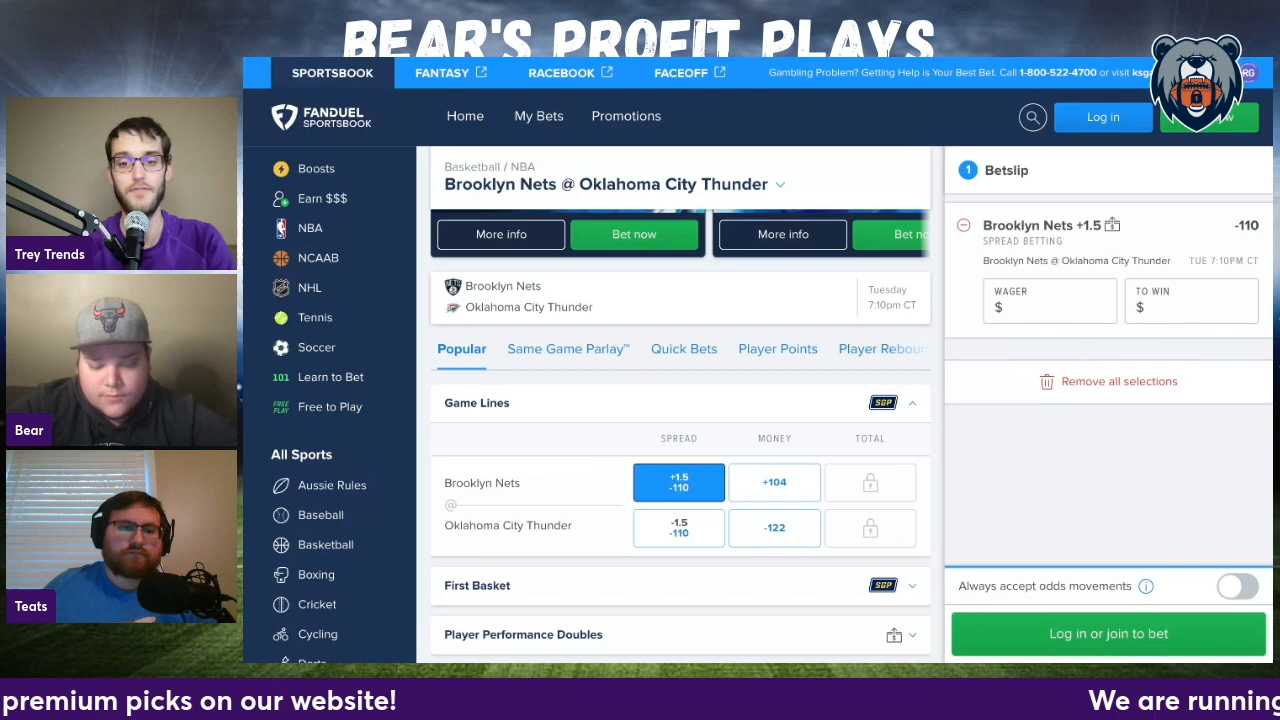 BEAR'S PROFIT PLAYS
SPORTSBOOK
FANTASY
RACEBOOK
FACEOFF
Gambling Problem? Getting Help is Your Best Bet. Call 1-800-522-4700 or visit
RG
FANDUEL
SPORTSBOOK
Home
My Bets
Promotions
Log in
Trey Trends
Bear
Teats
Boosts
Earn $$$
NBA
NCAAB
NHL
Tennis
Soccer
101 Learn to Bet
FREE PLAY Free to Play
All Sports
Aussie Rules
Baseball
Basketball
Boxing
Cricket
Cycling
Darts
Basketball / NBA
Brooklyn Nets @ Oklahoma City Thunder
More info
Bet now
More info
Bet no
Brooklyn Nets
Oklahoma City Thunder
Tuesday
7:10pm CT
Popular
Same Game Parlay™
Quick Bets
Player Points
Player Reboun
Game Lines
SGP
SPREAD MONEY TOTAL
Brooklyn Nets
+1.5
-110
+104
@
Oklahoma City Thunder
-1.5
-110
-122
First Basket
SGP
Player Performance Doubles
1 Betslip
Brooklyn Nets +1.5 -110
SPREAD BETTING
Brooklyn Nets @ Oklahoma City Thunder TUE 7:10PM CT
WAGER
$
TO WIN
$
Remove all selections
Always accept odds movements
Log in or join to bet
premium picks on our website!
We are running